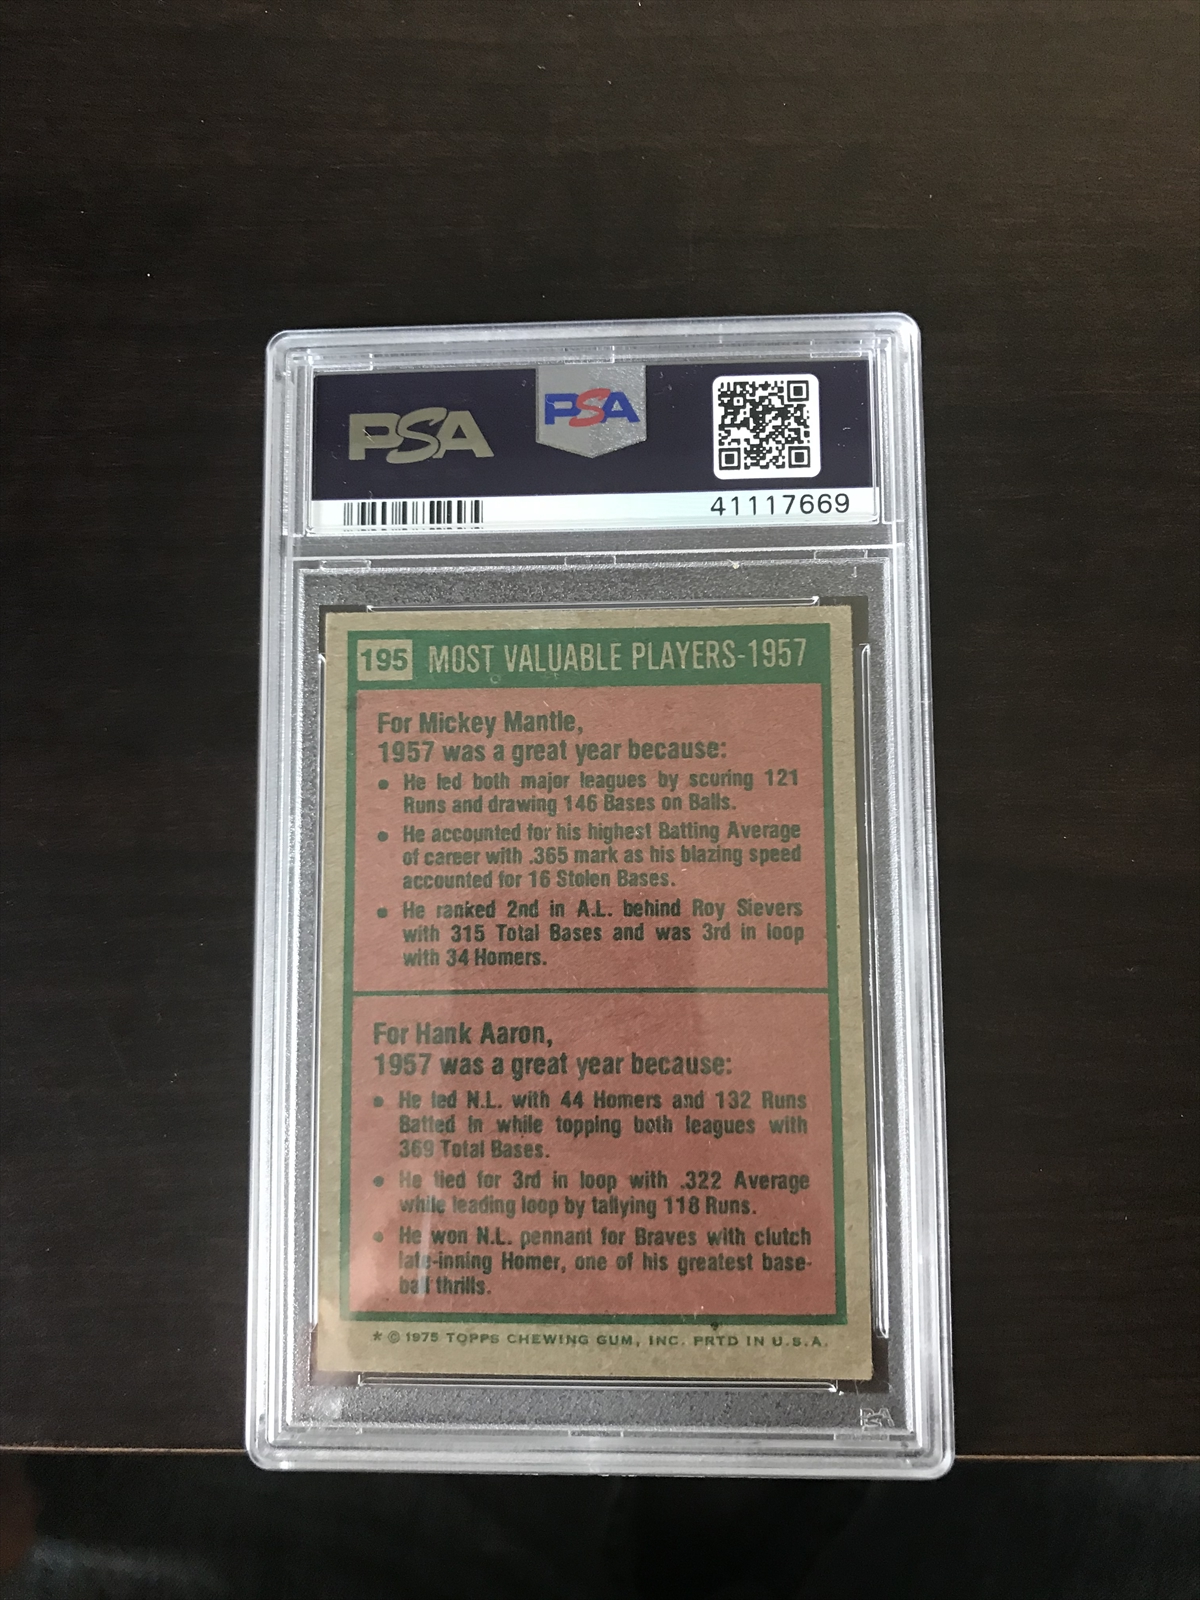 PSA
PSA
41117669
195 MOST VALUABLE PLAYERS-1957
For Mickey Mantle,
1957 was a great year because:
• He led both major leagues by scoring 121
Runs and drawing 146 Bases on Balls.
• He accounted for his highest Batting Average
of career with .365 mark as his blazing speed
accounted for 16 Stolen Bases.
• He ranked 2nd in A.L. behind Roy Sievers
with 315 Total Bases and was 3rd in loop
with 34 Homers.
For Hank Aaron,
1957 was a great year because:
• He led N.L. with 44 Homers and 132 Runs
Batted In while topping both leagues with
369 Total Bases.
• He tied for 3rd in loop with .322 Average
while leading loop by tallying 118 Runs.
• He won N.L. pennant for Braves with clutch
late-inning Homer, one of his greatest base-
ball thrills.
* © 1975 TOPPS CHEWING GUM, INC. PRTD IN U.S.A.
PSA